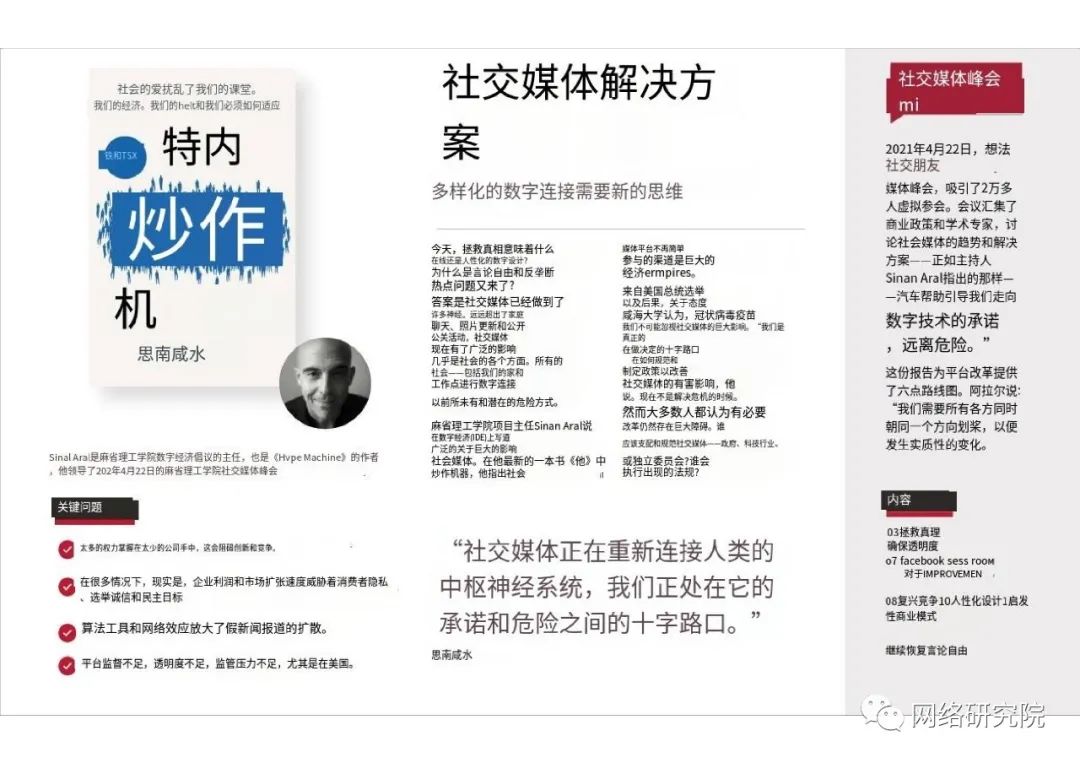 社会的爱扰乱了我们的课堂。
我们的经济。我们的helt和我们必须如何适应
铁和TSX
特内
炒作
机
思南咸水
Sinal Aral是麻省理工学院数字经济倡议的主任，也是《Hvpe Machine》的作者
，他领导了202年4月22日的麻省理工学院社交媒体峰会
关键问题
太多的权力掌握在太少的公司手中，这会阻碍创新和竞争。
在很多情况下，现实是，企业利润和市场扩张速度威胁着消费者隐私
、选举诚信和民主目标
算法工具和网络效应放大了假新闻报道的扩散。
平台监督不足，透明度不足，监管压力不足，尤其是在美国。
社交媒体解决方
案
多样化的数字连接需要新的思维
今天，拯救真相意味着什么
在线还是人性化的数字设计?
为什么是言论自由和反垄断
热点问题又来了?
答案是社交媒体已经做到了
许多神经。远远超出了家庭
聊天、照片更新和公开
公关活动，社交媒体
现在有了广泛的影响
几乎是社会的各个方面。所有的
社会——包括我们的家和
工作点进行数字连接
以前所未有和潜在的危险方式。
麻省理工学院项目主任Sinan Aral说
在数字经济(IDE)上写道
广泛的关于巨大的影响
社会媒体。在他最新的一本书《他》中
炒作机器，他指出社会
媒体平台不再简单
参与的渠道是巨大的
经济ermpires。
来自美国总统选举
以及后果，关于态度
咸海大学认为，冠状病毒疫苗
我们不可能忽视社交媒体的巨大影响。“我们是
真正的
在做决定的十字路口
在如何规范和
制定政策以改善
社交媒体的有害影响，他
说。现在不是解决危机的时候。
然而大多数人都认为有必要
改革仍然存在巨大障碍。谁
应该支配和规范社交媒体——政府、科技行业、
或独立委员会?谁会
执行出现的法规?
“社交媒体正在重新连接人类的
中枢神经系统，我们正处在它的
承诺和危险之间的十字路口。”
思南咸水
社交媒体峰会
mi
2021年4月22日，想法
社交朋友
媒体峰会，吸引了2万多
人虚拟参会。会议汇集了
商业政策和学术专家，讨
论社会媒体的趋势和解决
方案——正如主持人
Sinan Aral指出的那样—
—汽车帮助引导我们走向
数字技术的承诺
，远离危险。”
这份报告为平台改革提供
了六点路线图。阿拉尔说:
“我们需要所有各方同时
朝同一个方向划桨，以便
发生实质性的变化。
内容
03拯救真理
确保透明度
o7 facebook sess room
对于IMPROVEMEN
08复兴竞争10人性化设计1启发
性商业模式
继续恢复言论自由
网络研究院